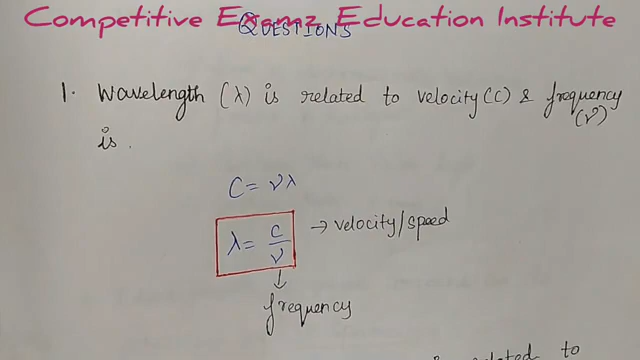 Competitive Examz Education Institute
QUESTIONS
1. Wavelength (λ) is related to velocity (C) & frequency
(ν)
is.
C = νλ
λ = c/ν → velocity/speed
↓
frequency
is related to